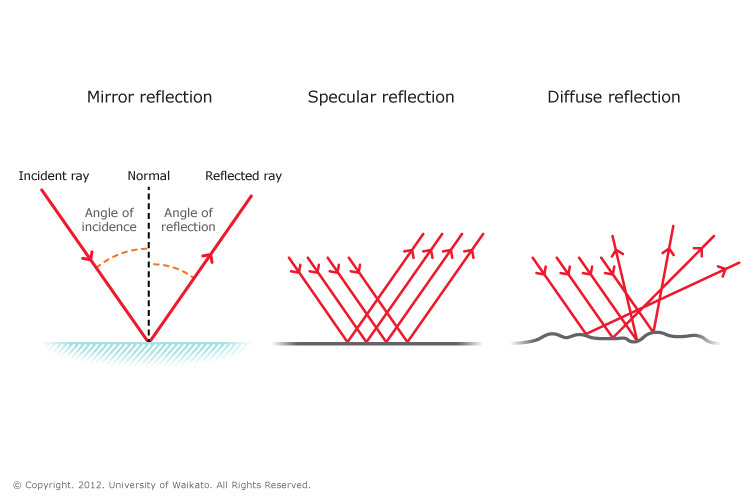 Mirror reflection
Specular reflection
Diffuse reflection
Incident ray
Normal
Reflected ray
Angle of
incidence
Angle of
reflection
© Copyright. 2012. University of Waikato. All Rights Reserved.